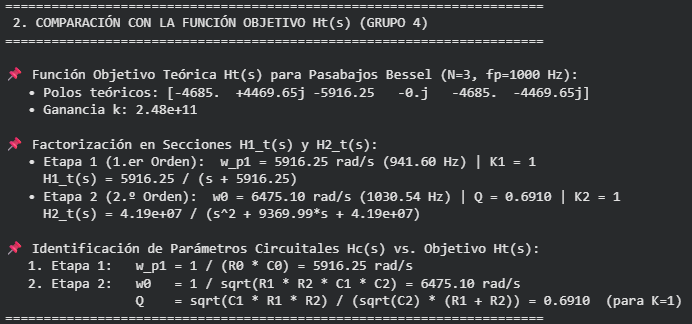 ======================================================================
2. COMPARACIÓN CON LA FUNCIÓN OBJETIVO Ht(s) (GRUPO 4)
======================================================================
📌 Función Objetivo Teórica Ht(s) para Pasabajos Bessel (N=3, fp=1000 Hz):
• Polos teóricos: [-4685.  +4469.65j -5916.25   -0.j   -4685.  -4469.65j]
• Ganancia k: 2.48e+11
📌 Factorización en Secciones H1_t(s) y H2_t(s):
• Etapa 1 (1.er Orden):  w_p1 = 5916.25 rad/s (941.60 Hz) | K1 = 1
H1_t(s) = 5916.25 / (s + 5916.25)
• Etapa 2 (2.º Orden):  w0 = 6475.10 rad/s (1030.54 Hz) | Q = 0.6910 | K2 = 1
H2_t(s) = 4.19e+07 / (s^2 + 9369.99*s + 4.19e+07)
📌 Identificación de Parámetros Circuitales Hc(s) vs. Objetivo Ht(s):
1. Etapa 1:   w_p1 = 1 / (R0 * C0) = 5916.25 rad/s
2. Etapa 2:   w0   = 1 / sqrt(R1 * R2 * C1 * C2) = 6475.10 rad/s
Q    = sqrt(C1 * R1 * R2) / (sqrt(C2) * (R1 + R2)) = 0.6910  (para K=1)
======================================================================